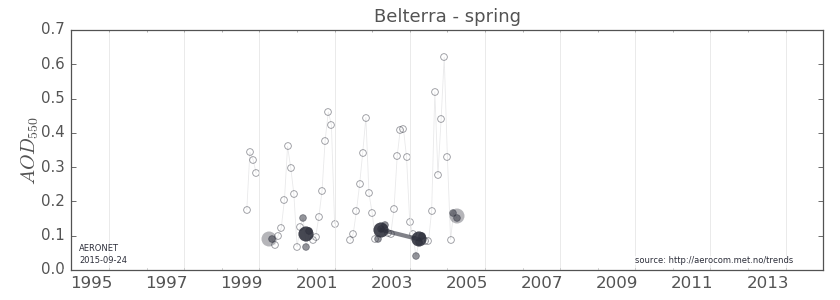 Belterra - spring
0.7
0.6
0.5
0.4
0.3
0.2
0.1
0.0
AOD550
AERONET
2015-09-24
source: http://aerocom.met.no/trends
1995 1997 1999 2001 2003 2005 2007 2009 2011 2013